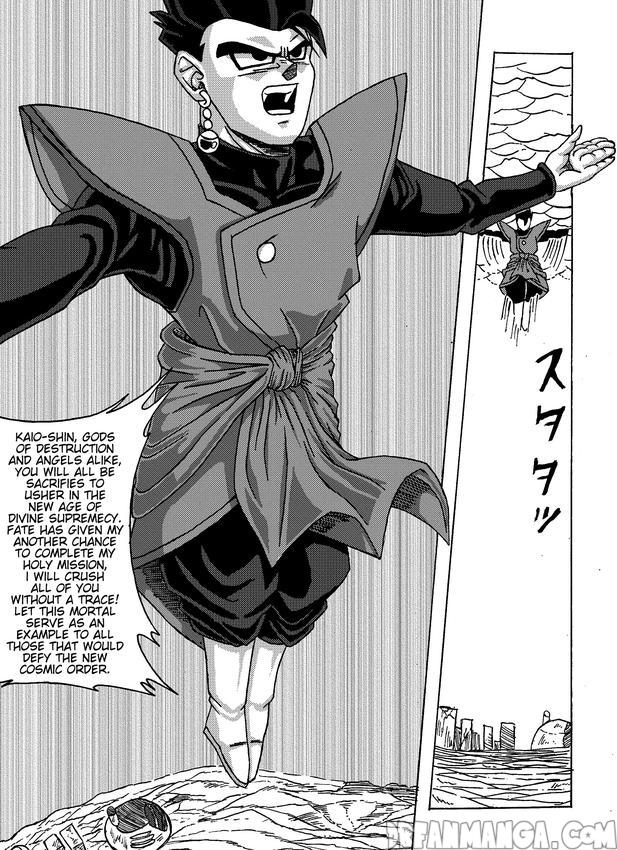 KAIO-SHIN, GODS
OF DESTRUCTION
AND ANGELS ALIKE,
YOU WILL ALL BE
SACRIFIES TO
USHER IN THE
NEW AGE OF
DIVINE SUPREMECY.
FATE HAS GIVEN MY
ANOTHER CHANCE
TO COMPLETE MY
HOLY MISSION,
I WILL CRUSH
ALL OF YOU
WITHOUT A TRACE!
LET THIS MORTAL
SERVE AS AN
EXAMPLE TO ALL
THOSE THAT WOULD
DEFY THE NEW
COSMIC ORDER.
スタタッ
DBFANMANGA.COM